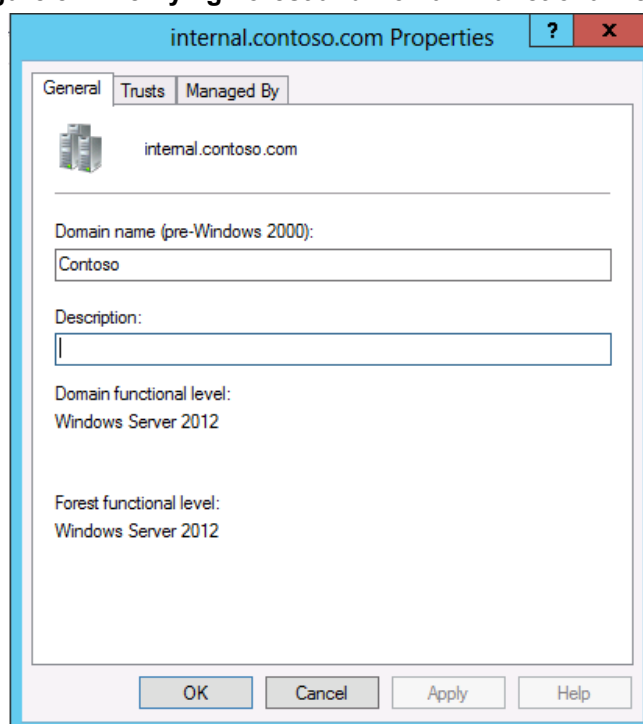 internal.contoso.com Properties
? x
General Trusts Managed By
internal.contoso.com
Domain name (pre-Windows 2000):
Contoso
Description:
Domain functional level:
Windows Server 2012
Forest functional level:
Windows Server 2012
OK Cancel Apply Help